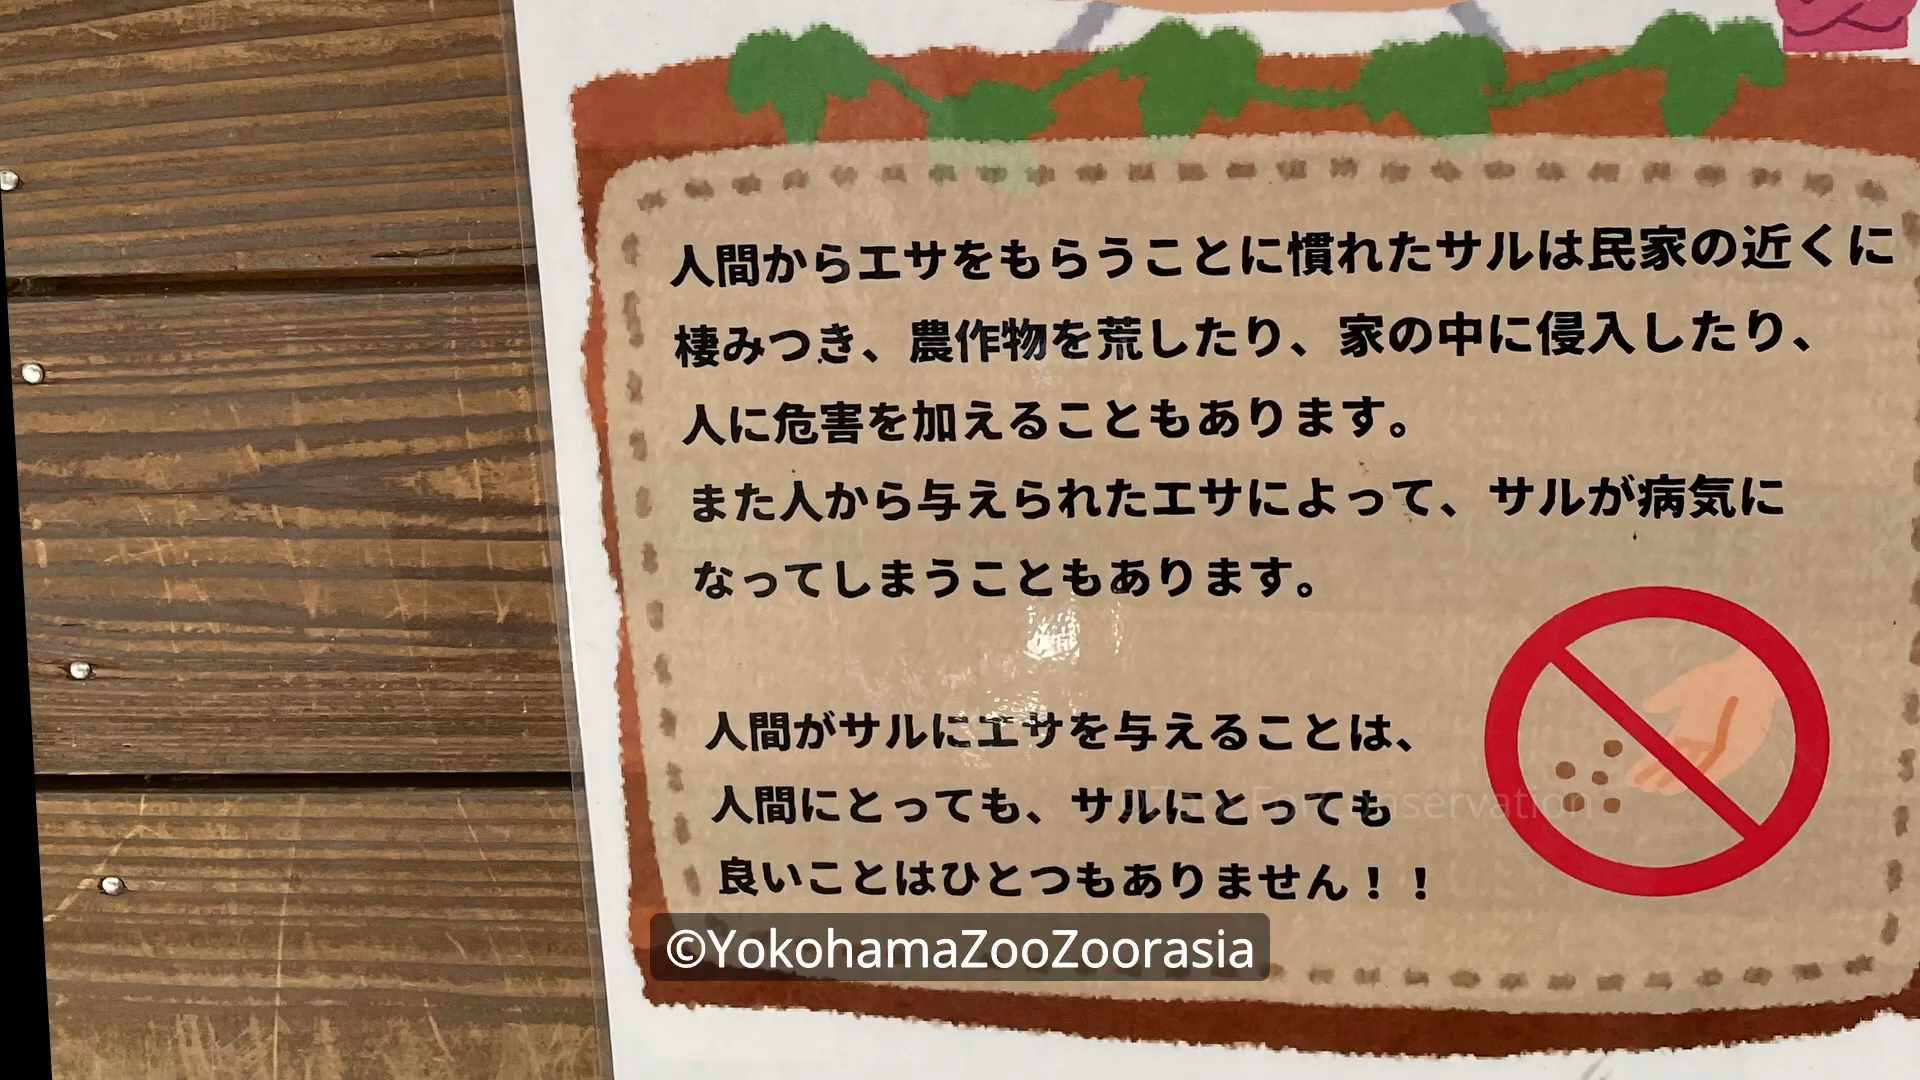 人間からエサをもらうことに慣れたサルは民家の近くに
棲みつき、農作物を荒したり、家の中に侵入したり、
人に危害を加えることもあります。
また人から与えられたエサによって、サルが病気に
なってしまうこともあります。
人間がサルにエサを与えることは、
人間にとっても、サルにとっても
良いことはひとつもありません！！
©YokohamaZooZoorasia